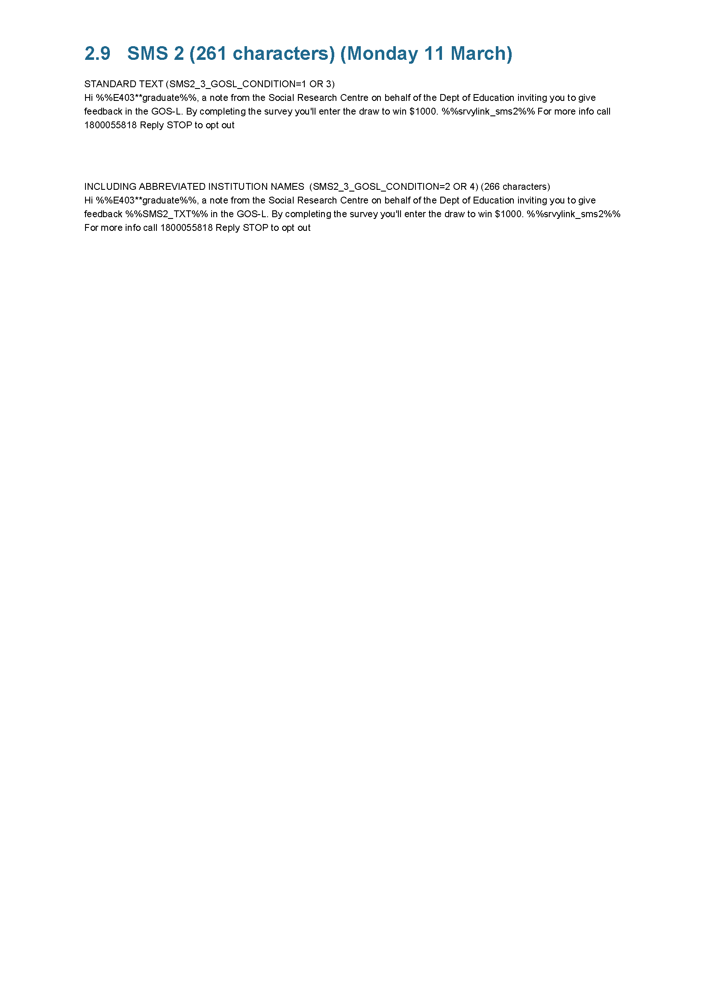 2.9 SMS 2 (261 characters) (Monday 11 March)
STANDARD TEXT (SMS2_3_GOSL_CONDITION=1 OR 3)
Hi %%E403**graduate%%, a note from the Social Research Centre on behalf of the Dept of Education inviting you to give
feedback in the GOS-L. By completing the survey you'll enter the draw to win $1000. %%srvylink_sms2%% For more info call
1800055818 Reply STOP to opt out
INCLUDING ABBREVIATED INSTITUTION NAMES (SMS2_3_GOSL_CONDITION=2 OR 4) (266 characters)
Hi %%E403**graduate%%, a note from the Social Research Centre on behalf of the Dept of Education inviting you to give
feedback %%SMS2_TXT%% in the GOS-L. By completing the survey you'll enter the draw to win $1000. %%srvylink_sms2%%
For more info call 1800055818 Reply STOP to opt out